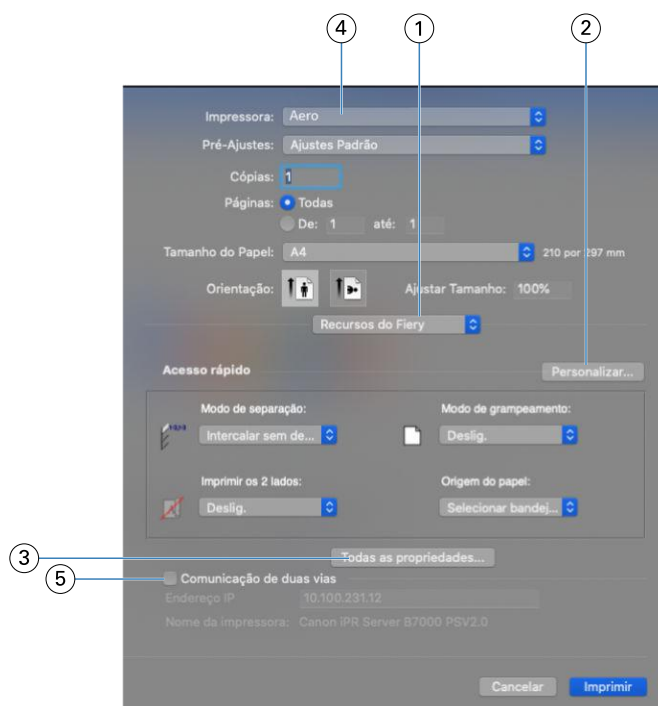 4 1 2
Impressora: Aero
Pré-Ajustes: Ajustes Padrão
Cópias: 1
Páginas: Todas
De: 1 até: 1
Tamanho do Papel: A4 210 por 297 mm
Orientação: Ajustar Tamanho: 100%
Recursos do Fiery
Acesso rápido Personalizar...
Modo de separação: Modo de grampeamento:
Intercalar sem de... Deslig.
Imprimir os 2 lados: Origem do papel:
Deslig. Selecionar bandej...
3 Todas as propriedades...
5 Comunicação de duas vias
Endereço IP 10.100.231.12
Nome da impressora: Canon iPR Server B7000 PSV2.0
Cancelar Imprimir